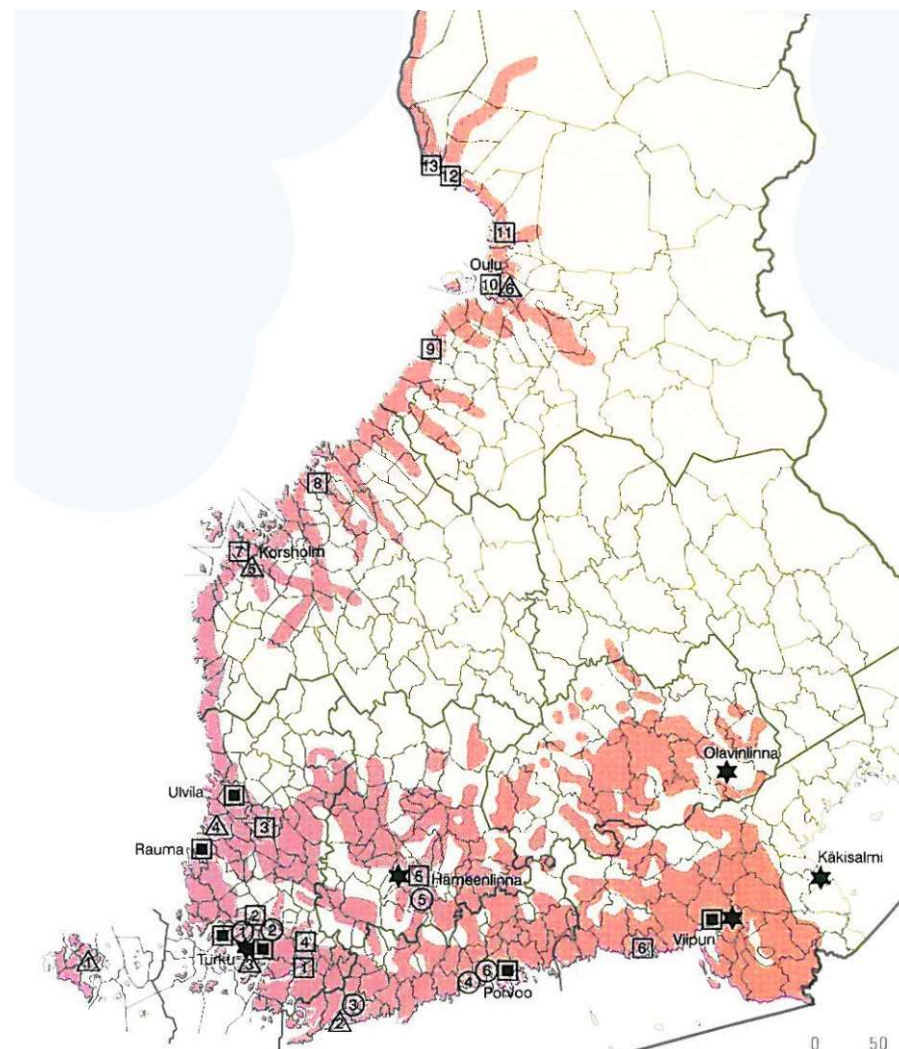 13
12
11
Oulu
10 6
9
8
7 Korsholm
5
Olavinlinna
Ulvila
4 3
Rauma
Käkisalmi
5 Hämeenlinna
5
2
1 2
Viipuri
4 6
Turku
3
1 1
6
4
Porvoo
3
2
0 50